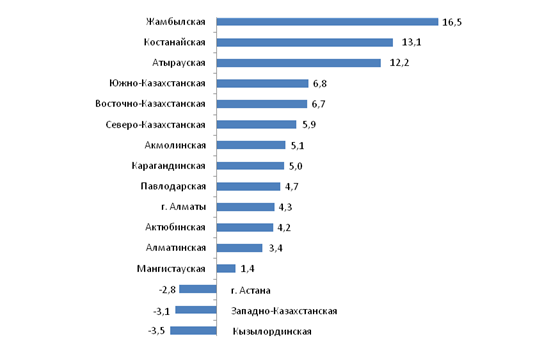 Жамбылская 16,5
Костанайская 13,1
Атырауская 12,2
Южно-Казахстанская 6,8
Восточно-Казахстанская 6,7
Северо-Казахстанская 5,9
Акмолинская 5,1
Карагандинская 5,0
Павлодарская 4,7
г. Алматы 4,3
Актюбинская 4,2
Алматинская 3,4
Мангистауская 1,4
-2,8 г. Астана
-3,1 Западно-Казахстанская
-3,5 Кызылординская